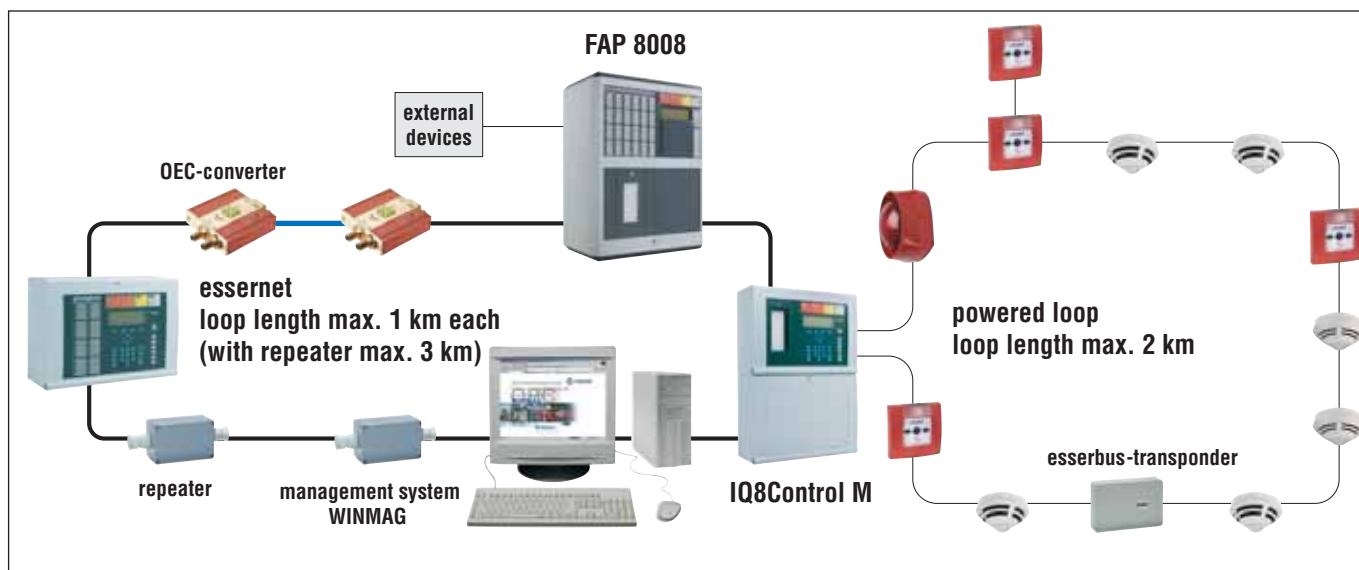 FAP 8008
external
devices
OEC-converter
essernet
loop length max. 1 km each
(with repeater max. 3 km)
powered loop
loop length max. 2 km
esserbus-transponder
repeater
management system
WINMAG
IQ8Control M